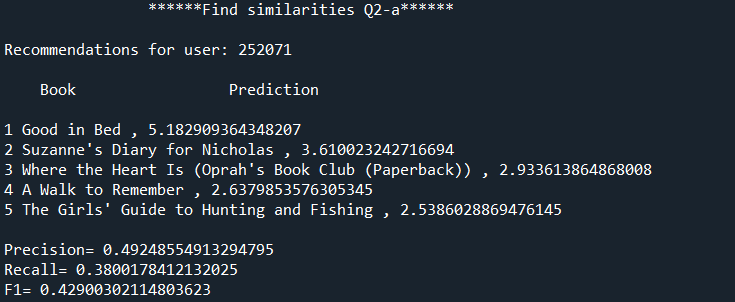 ******Find similarities Q2-a******
Recommendations for user: 252071
Book Prediction
1 Good in Bed , 5.182909364348207
2 Suzanne's Diary for Nicholas , 3.610023242716694
3 Where the Heart Is (Oprah's Book Club (Paperback)) , 2.933613864868008
4 A Walk to Remember , 2.6379853576305345
5 The Girls' Guide to Hunting and Fishing , 2.5386028869476145
Precision= 0.49248554913294795
Recall= 0.3800178412132025
F1= 0.42900302114803623